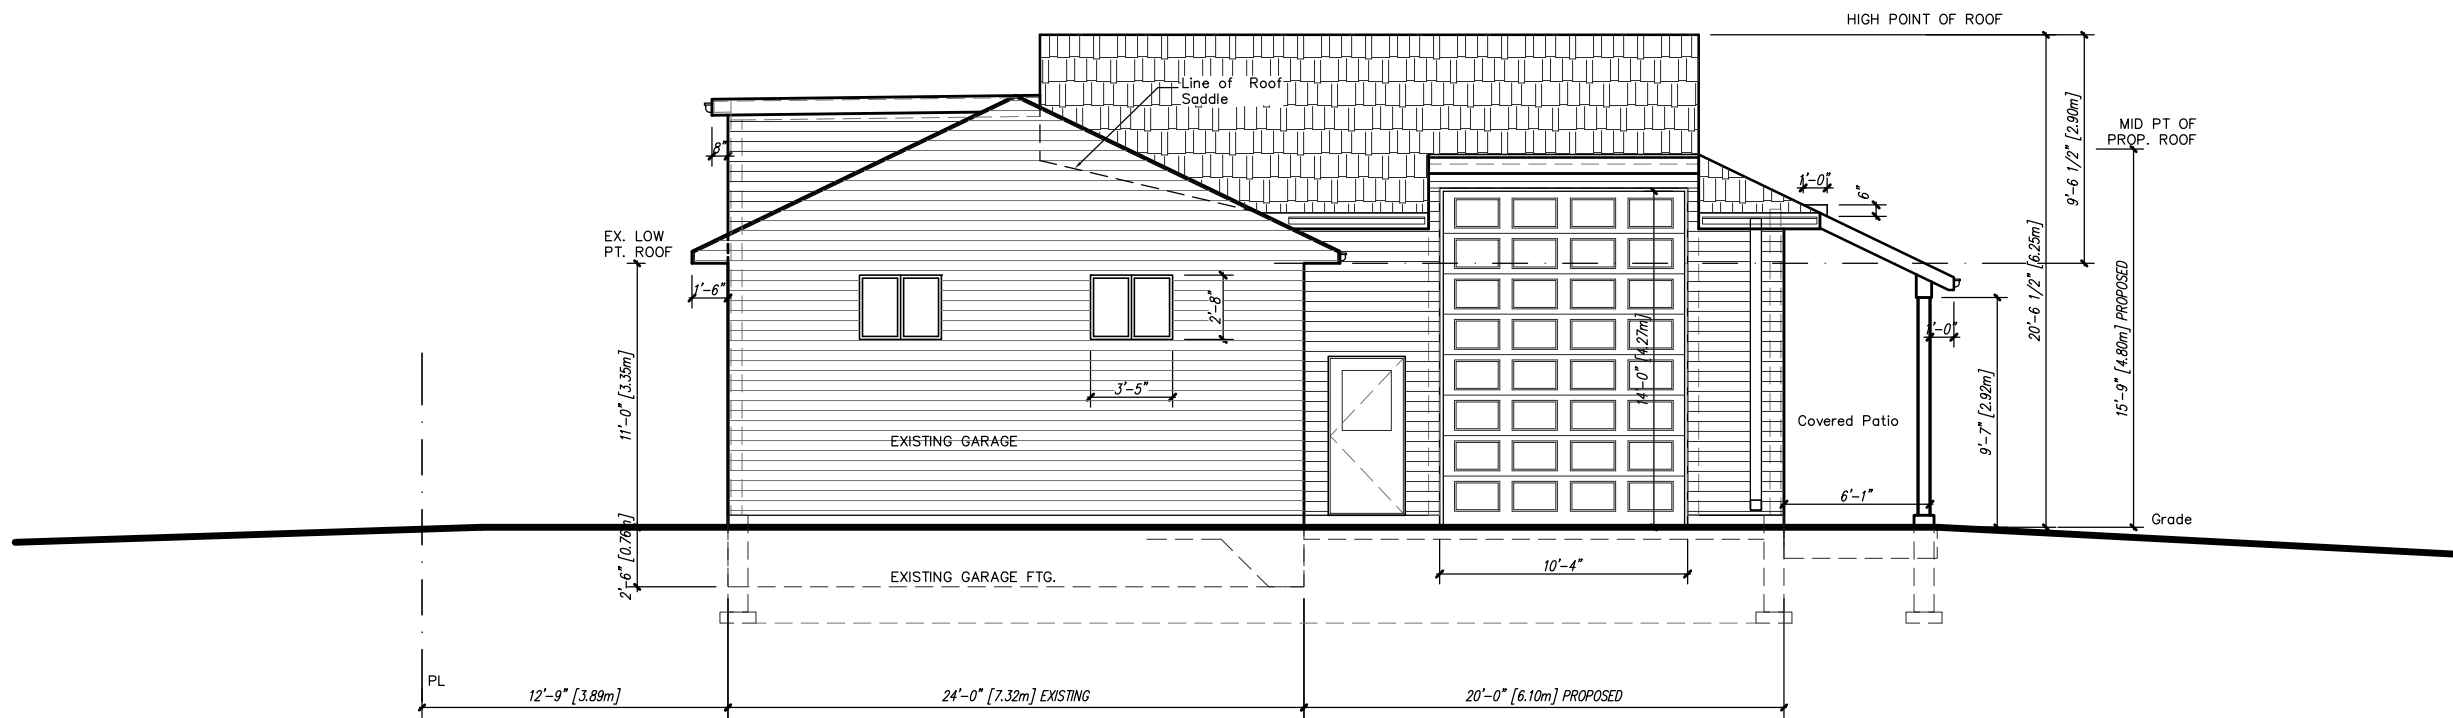 HIGH POINT OF ROOF
Line of Roof
Saddle
9'-6 1/2" [2.90m]
MID PT OF
PROP. ROOF
8"
1'-0"
6"
EX. LOW
PT. ROOF
20'-6 1/2" [6.25m]
15'-9" [4.80m] PROPOSED
1'-6"
2'-8"
14'-0" [4.27m]
1'-0"
11'-0" [3.35m]
3'-5"
9'-7" [2.92m]
Covered Patio
EXISTING GARAGE
6'-1"
Grade
2'-6" [0.76m]
EXISTING GARAGE FTG.
10'-4"
PL
12'-9" [3.89m]
24'-0" [7.32m] EXISTING
20'-0" [6.10m] PROPOSED